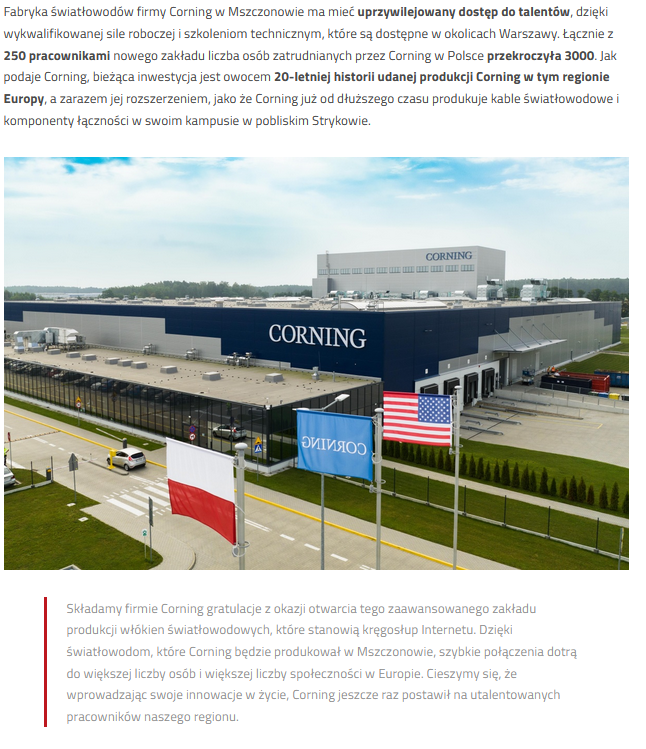 Fabryka światłowodów firmy Corning w Mszczonowie ma mieć uprzywilejowany dostęp do talentów, dzięki
wykwalifikowanej sile roboczej i szkoleniom technicznym, które są dostępne w okolicach Warszawy. Łącznie z
250 pracownikami nowego zakładu liczba osób zatrudnianych przez Corning w Polsce przekroczyła 3000. Jak
podaje Corning, bieżąca inwestycja jest owocem 20-letniej historii udanej produkcji Corning w tym regionie
Europy, a zarazem jej rozszerzeniem, jako że Corning już od dłuższego czasu produkuje kable światłowodowe i
komponenty łączności w swoim kampusie w pobliskim Strykowie.
CORNING
CORNING
CORNING
Składamy firmie Corning gratulacje z okazji otwarcia tego zaawansowanego zakładu
produkcji włókien światłowodowych, które stanowią kręgosłup Internetu. Dzięki
światłowodom, które Corning będzie produkował w Mszczonowie, szybkie połączenia dotrą
do większej liczby osób i większej liczby społeczności w Europie. Cieszymy się, że
wprowadzając swoje innowacje w życie, Corning jeszcze raz postawił na utalentowanych
pracowników naszego regionu.